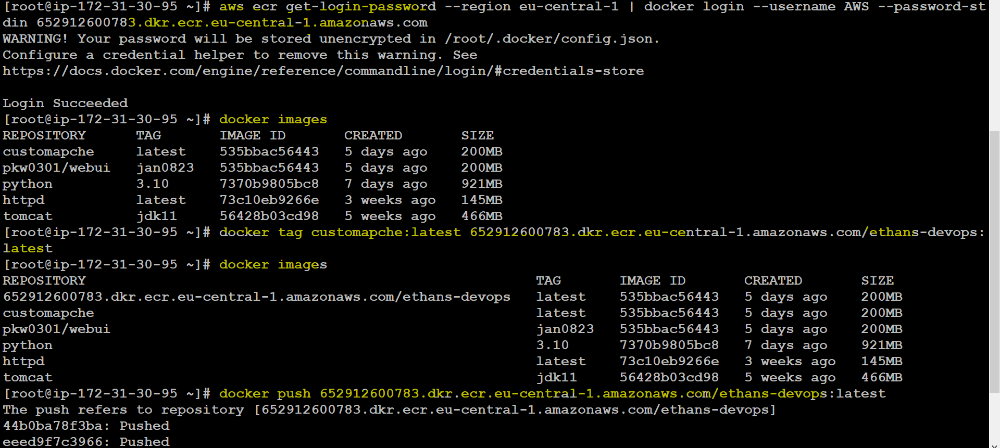 [root@ip-172-31-30-95 ~]# aws ecr get-login-password --region eu-central-1 | docker login --username AWS --password-st
din 652912600783.dkr.ecr.eu-central-1.amazonaws.com
WARNING! Your password will be stored unencrypted in /root/.docker/config.json.
Configure a credential helper to remove this warning. See
https://docs.docker.com/engine/reference/commandline/login/#credentials-store
Login Succeeded
[root@ip-172-31-30-95 ~]# docker images
REPOSITORY      TAG       IMAGE ID       CREATED       SIZE
customapche     latest    535bbac56443   5 days ago    200MB
pkw0301/webui   jan0823   535bbac56443   5 days ago    200MB
python          3.10      7370b9805bc8   7 days ago    921MB
httpd           latest    73c10eb9266e   3 weeks ago   145MB
tomcat          jdk11     56428b03cd98   5 weeks ago   466MB
[root@ip-172-31-30-95 ~]# docker tag customapche:latest 652912600783.dkr.ecr.eu-central-1.amazonaws.com/ethans-devops:
latest
[root@ip-172-31-30-95 ~]# docker images
REPOSITORY                                                      TAG       IMAGE ID       CREATED       SIZE
652912600783.dkr.ecr.eu-central-1.amazonaws.com/ethans-devops   latest    535bbac56443   5 days ago    200MB
customapche                                                     latest    535bbac56443   5 days ago    200MB
pkw0301/webui                                                   jan0823   535bbac56443   5 days ago    200MB
python                                                          3.10      7370b9805bc8   7 days ago    921MB
httpd                                                           latest    73c10eb9266e   3 weeks ago   145MB
tomcat                                                          jdk11     56428b03cd98   5 weeks ago   466MB
[root@ip-172-31-30-95 ~]# docker push 652912600783.dkr.ecr.eu-central-1.amazonaws.com/ethans-devops:latest
The push refers to repository [652912600783.dkr.ecr.eu-central-1.amazonaws.com/ethans-devops]
44b0ba78f3ba: Pushed
eeed9f7c3966: Pushed